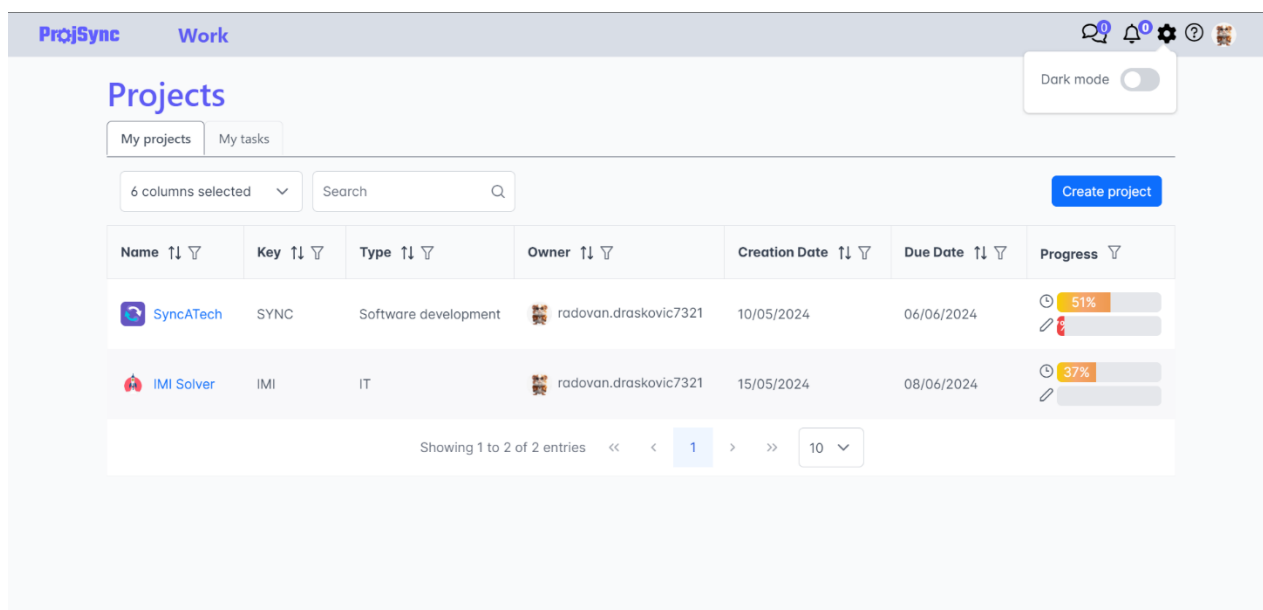 ProjSync Work 0 0
Dark mode
Projects
My projects My tasks
6 columns selected Search Create project
Name Key Type Owner Creation Date Due Date Progress
SyncATech SYNC Software development radovan.draskovic7321 10/05/2024 06/06/2024 51%
IMI Solver IMI IT radovan.draskovic7321 15/05/2024 08/06/2024 37%
Showing 1 to 2 of 2 entries << < 1 > >> 10